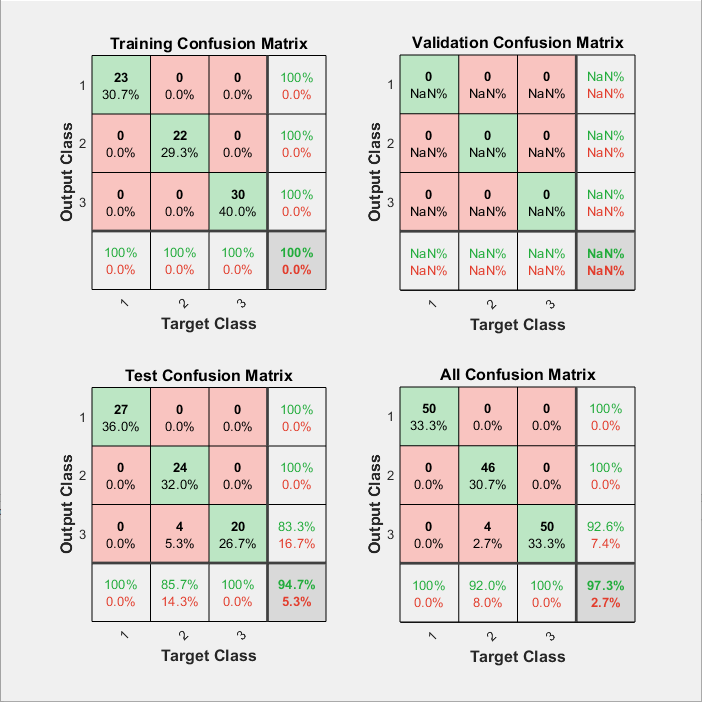 Training Confusion Matrix
Output Class
1 23 0 0 100%
30.7% 0.0% 0.0% 0.0%
2 0 22 0 100%
0.0% 29.3% 0.0% 0.0%
3 0 0 30 100%
0.0% 0.0% 40.0% 0.0%
100% 100% 100% 100%
0.0% 0.0% 0.0% 0.0%
1 2 3
Target Class
Validation Confusion Matrix
Output Class
1 0 0 0 NaN%
NaN% NaN% NaN% NaN%
2 0 0 0 NaN%
NaN% NaN% NaN% NaN%
3 0 0 0 NaN%
NaN% NaN% NaN% NaN%
NaN% NaN% NaN% NaN%
NaN% NaN% NaN% NaN%
1 2 3
Target Class
Test Confusion Matrix
Output Class
1 27 0 0 100%
36.0% 0.0% 0.0% 0.0%
2 0 24 0 100%
0.0% 32.0% 0.0% 0.0%
3 0 4 20 83.3%
0.0% 5.3% 26.7% 16.7%
100% 85.7% 100% 94.7%
0.0% 14.3% 0.0% 5.3%
1 2 3
Target Class
All Confusion Matrix
Output Class
1 50 0 0 100%
33.3% 0.0% 0.0% 0.0%
2 0 46 0 100%
0.0% 30.7% 0.0% 0.0%
3 0 4 50 92.6%
0.0% 2.7% 33.3% 7.4%
100% 92.0% 100% 97.3%
0.0% 8.0% 0.0% 2.7%
1 2 3
Target Class